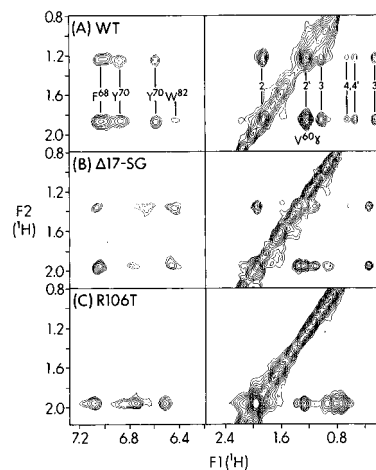 (A) WT
F⁶⁸ Y⁷⁰ Y⁷⁰ W⁸²
2 2' 3 4,4' 3
V⁶⁰γ
0.8
1.2
1.6
2.0
(B) Δ17-SG
F2
(¹H)
0.8
1.2
1.6
2.0
(C) R106T
0.8
1.2
1.6
2.0
7.2 6.8 6.4 2.4 1.6 0.8
F1(¹H)